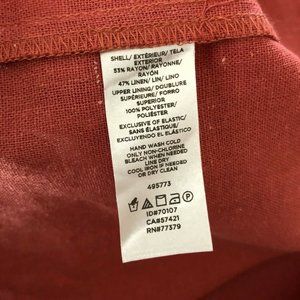 SHELL/ EXTÉRIEUR/ TELA
EXTERIOR
53% RAYON/RAYONNE/
RAYÓN
47% LINEN/ LIN/ LINO
UPPER LINING/ DOUBLURE
SUPÉRIEURE/ FORRO
SUPERIOR
100% POLYESTER/
POLIÉSTER
EXCLUSIVE OF ELASTIC/
SANS ÉLASTIQUE/
EXCLUYENDO EL ELÁSTICO
HAND WASH COLD
ONLY NON-CHLORINE
BLEACH WHEN NEEDED
LINE DRY
COOL IRON IF NEEDED
OR DRY CLEAN
495773
ID#70107
CA#57421
RN#77379